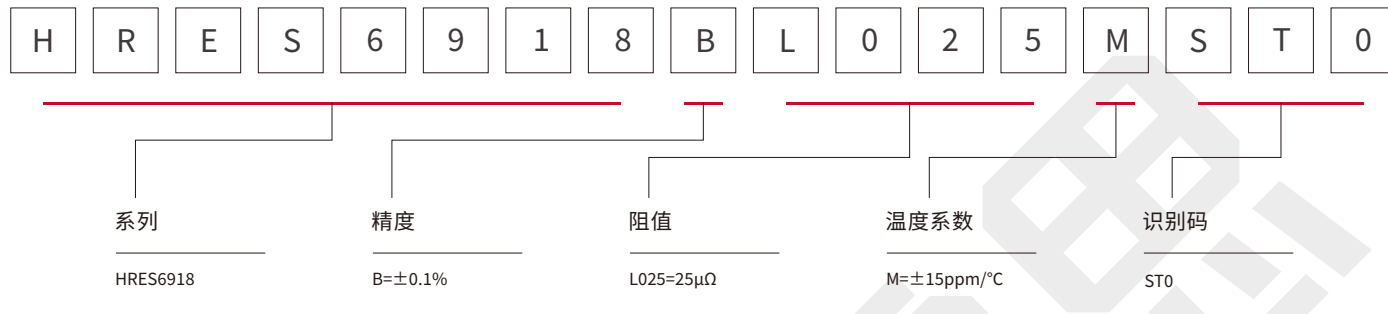 H R E S 6 9 1 8 B L 0 2 5 M S T 0
系列 精度 阻值 温度系数 识别码
HRES6918 B=±0.1% L025=25μΩ M=±15ppm/℃ ST0